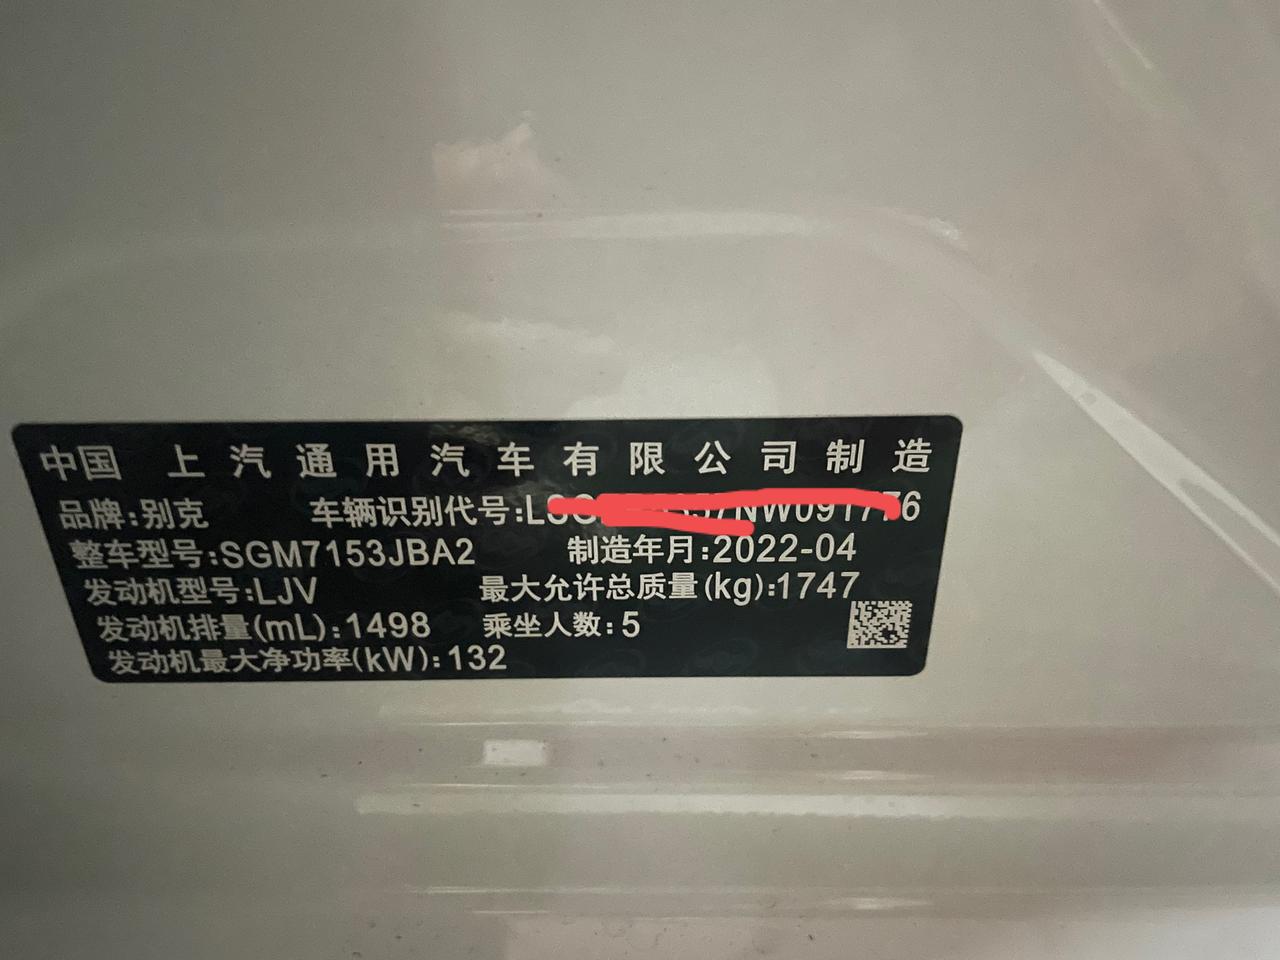 中国 上汽通用汽车有限公司制造
品牌:别克 车辆识别代号:L
整车型号:SGM7153JBA2 制造年月:2022-04
发动机型号:LJV 最大允许总质量(kg):1747
发动机排量(mL):1498 乘坐人数:5
发动机最大净功率(kW):132